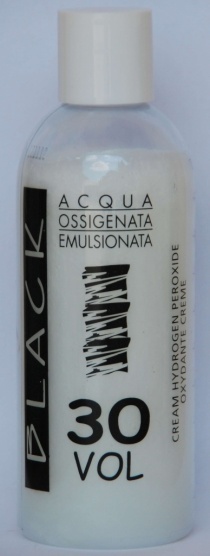 BLACK
ACQUA
OSSIGENATA
EMULSIONATA
30
VOL
CREAM HYDROGEN PEROXIDE
OXYDANTE CREME